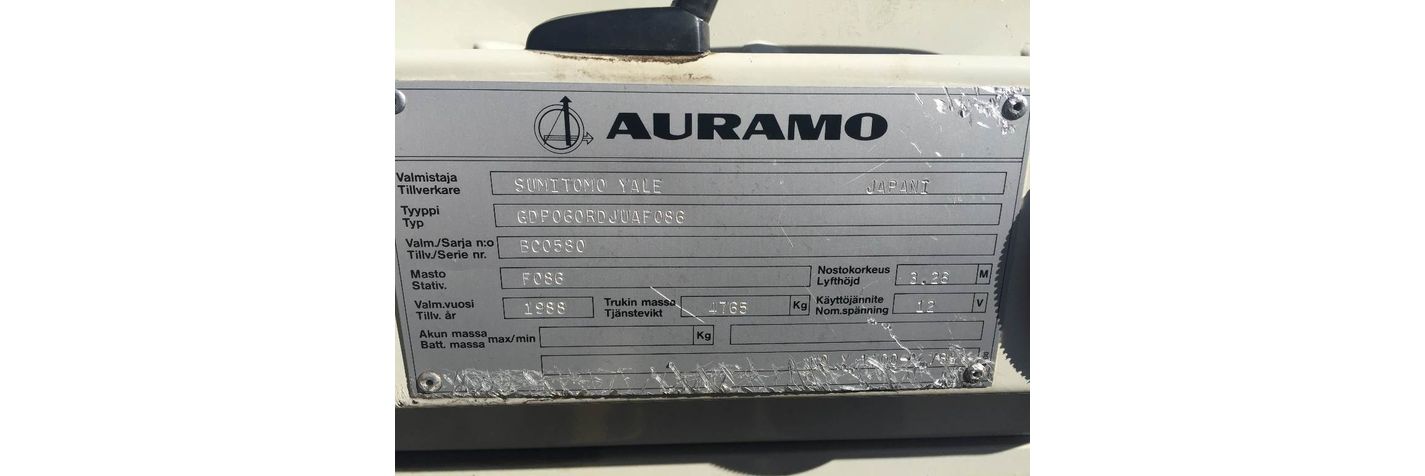 AURAMO
Valmistaja SUMITOMO YALE JAPANI
Tillverkare
Tyyppi GDP060RDJUAF086
Typ
Valm./Sarja n:o BC0580
Tillv./Serie nr.
Masto F086 Nostokorkeus 3.28 M
Stativ. Lyfthöjd
Valm.vuosi 1988 Trukin massa 4765 Kg Käyttöjännite 12 V
Tillv. år Tjänstevikt Nom.spänning
Akun massa max/min Kg
Batt. massa